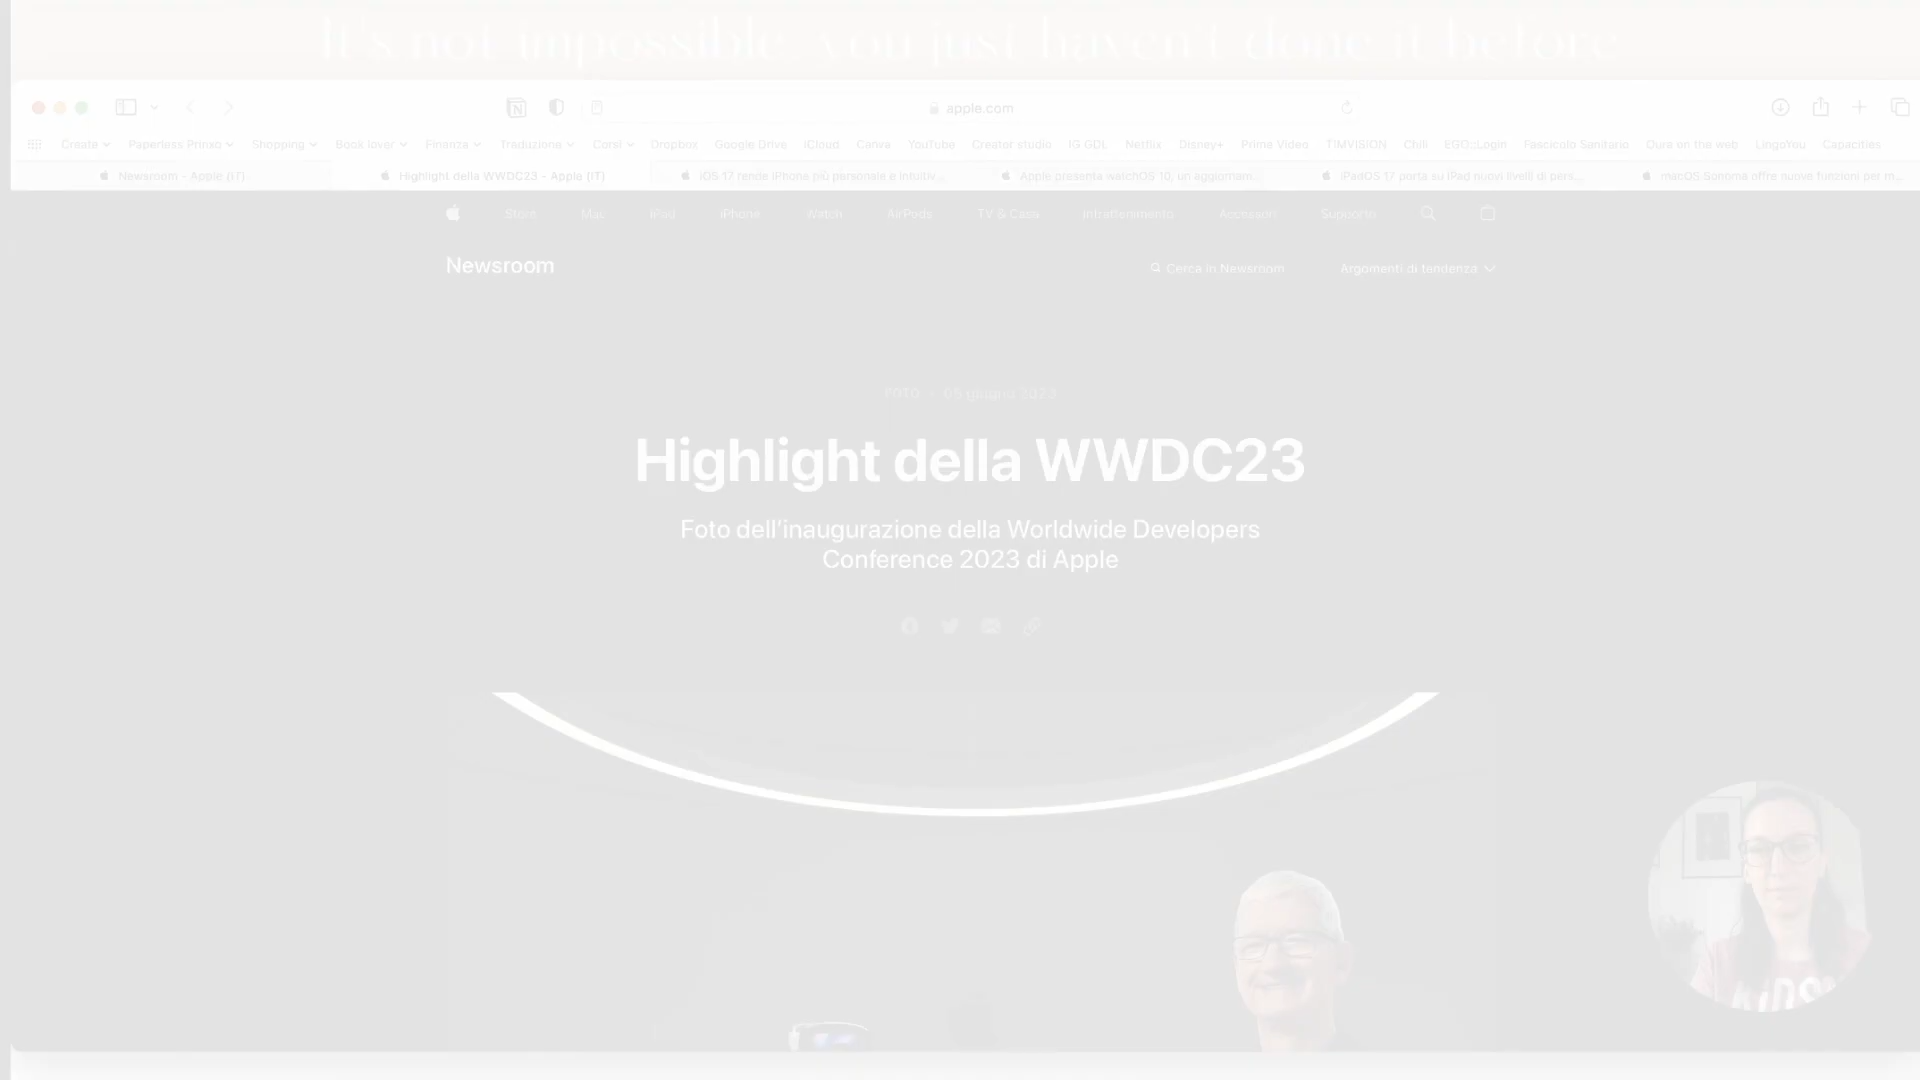 It's not impossible, you just haven't done it before
apple.com
Create Paperless Prinxo Shopping Book lover Finanza Traduzione Corsi Dropbox Google Drive iCloud Canva YouTube Creator studio IG GDL Netflix Disney+ Prime Video TIMVISION Chili EGO::Login Fascicolo Sanitario Oura on the web LingoYou Capacities
Newsroom - Apple (IT) Highlight della WWDC23 - Apple (IT) iOS 17 rende iPhone più personale e intuitiv... Apple presenta watchOS 10, un aggiornam... iPadOS 17 porta su iPad nuovi livelli di pers... macOS Sonoma offre nuove funzioni per m...
Store Mac iPad iPhone Watch AirPods TV & Casa Intrattenimento Accessori Supporto
Newsroom Cerca in Newsroom Argomenti di tendenza
FOTO · 05 giugno 2023
Highlight della WWDC23
Foto dell'inaugurazione della Worldwide Developers
Conference 2023 di Apple